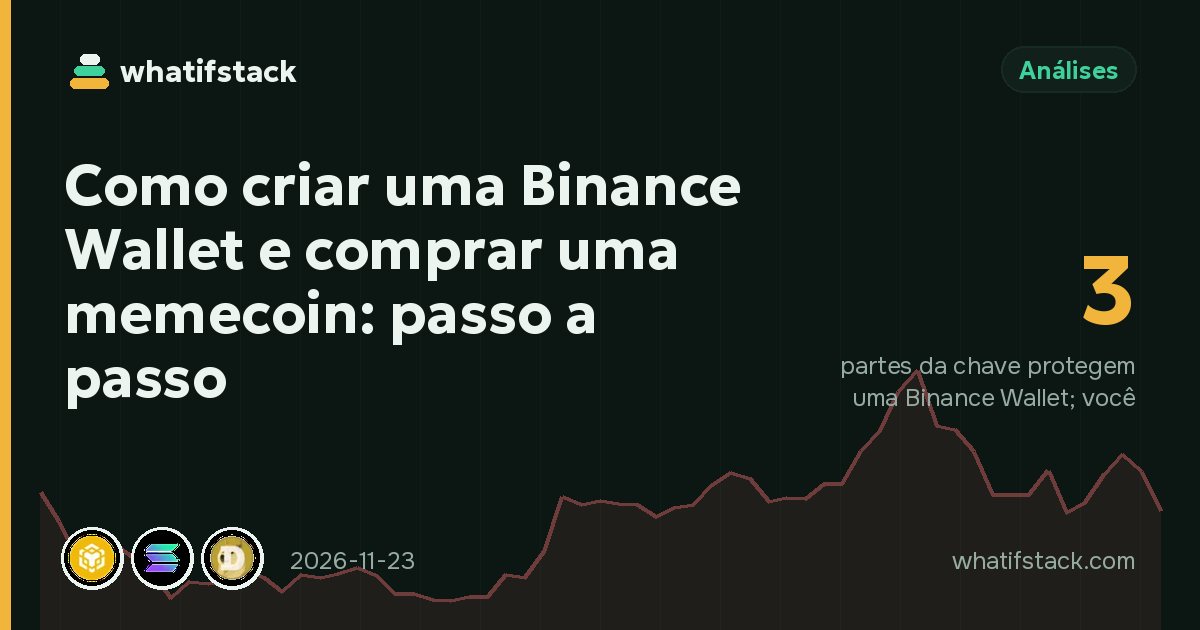 whatifstack
Análises
Como criar uma Binance
Wallet e comprar uma
memecoin: passo a
passo
3
partes da chave protegem
uma Binance Wallet; você
2026-11-23
whatifstack.com